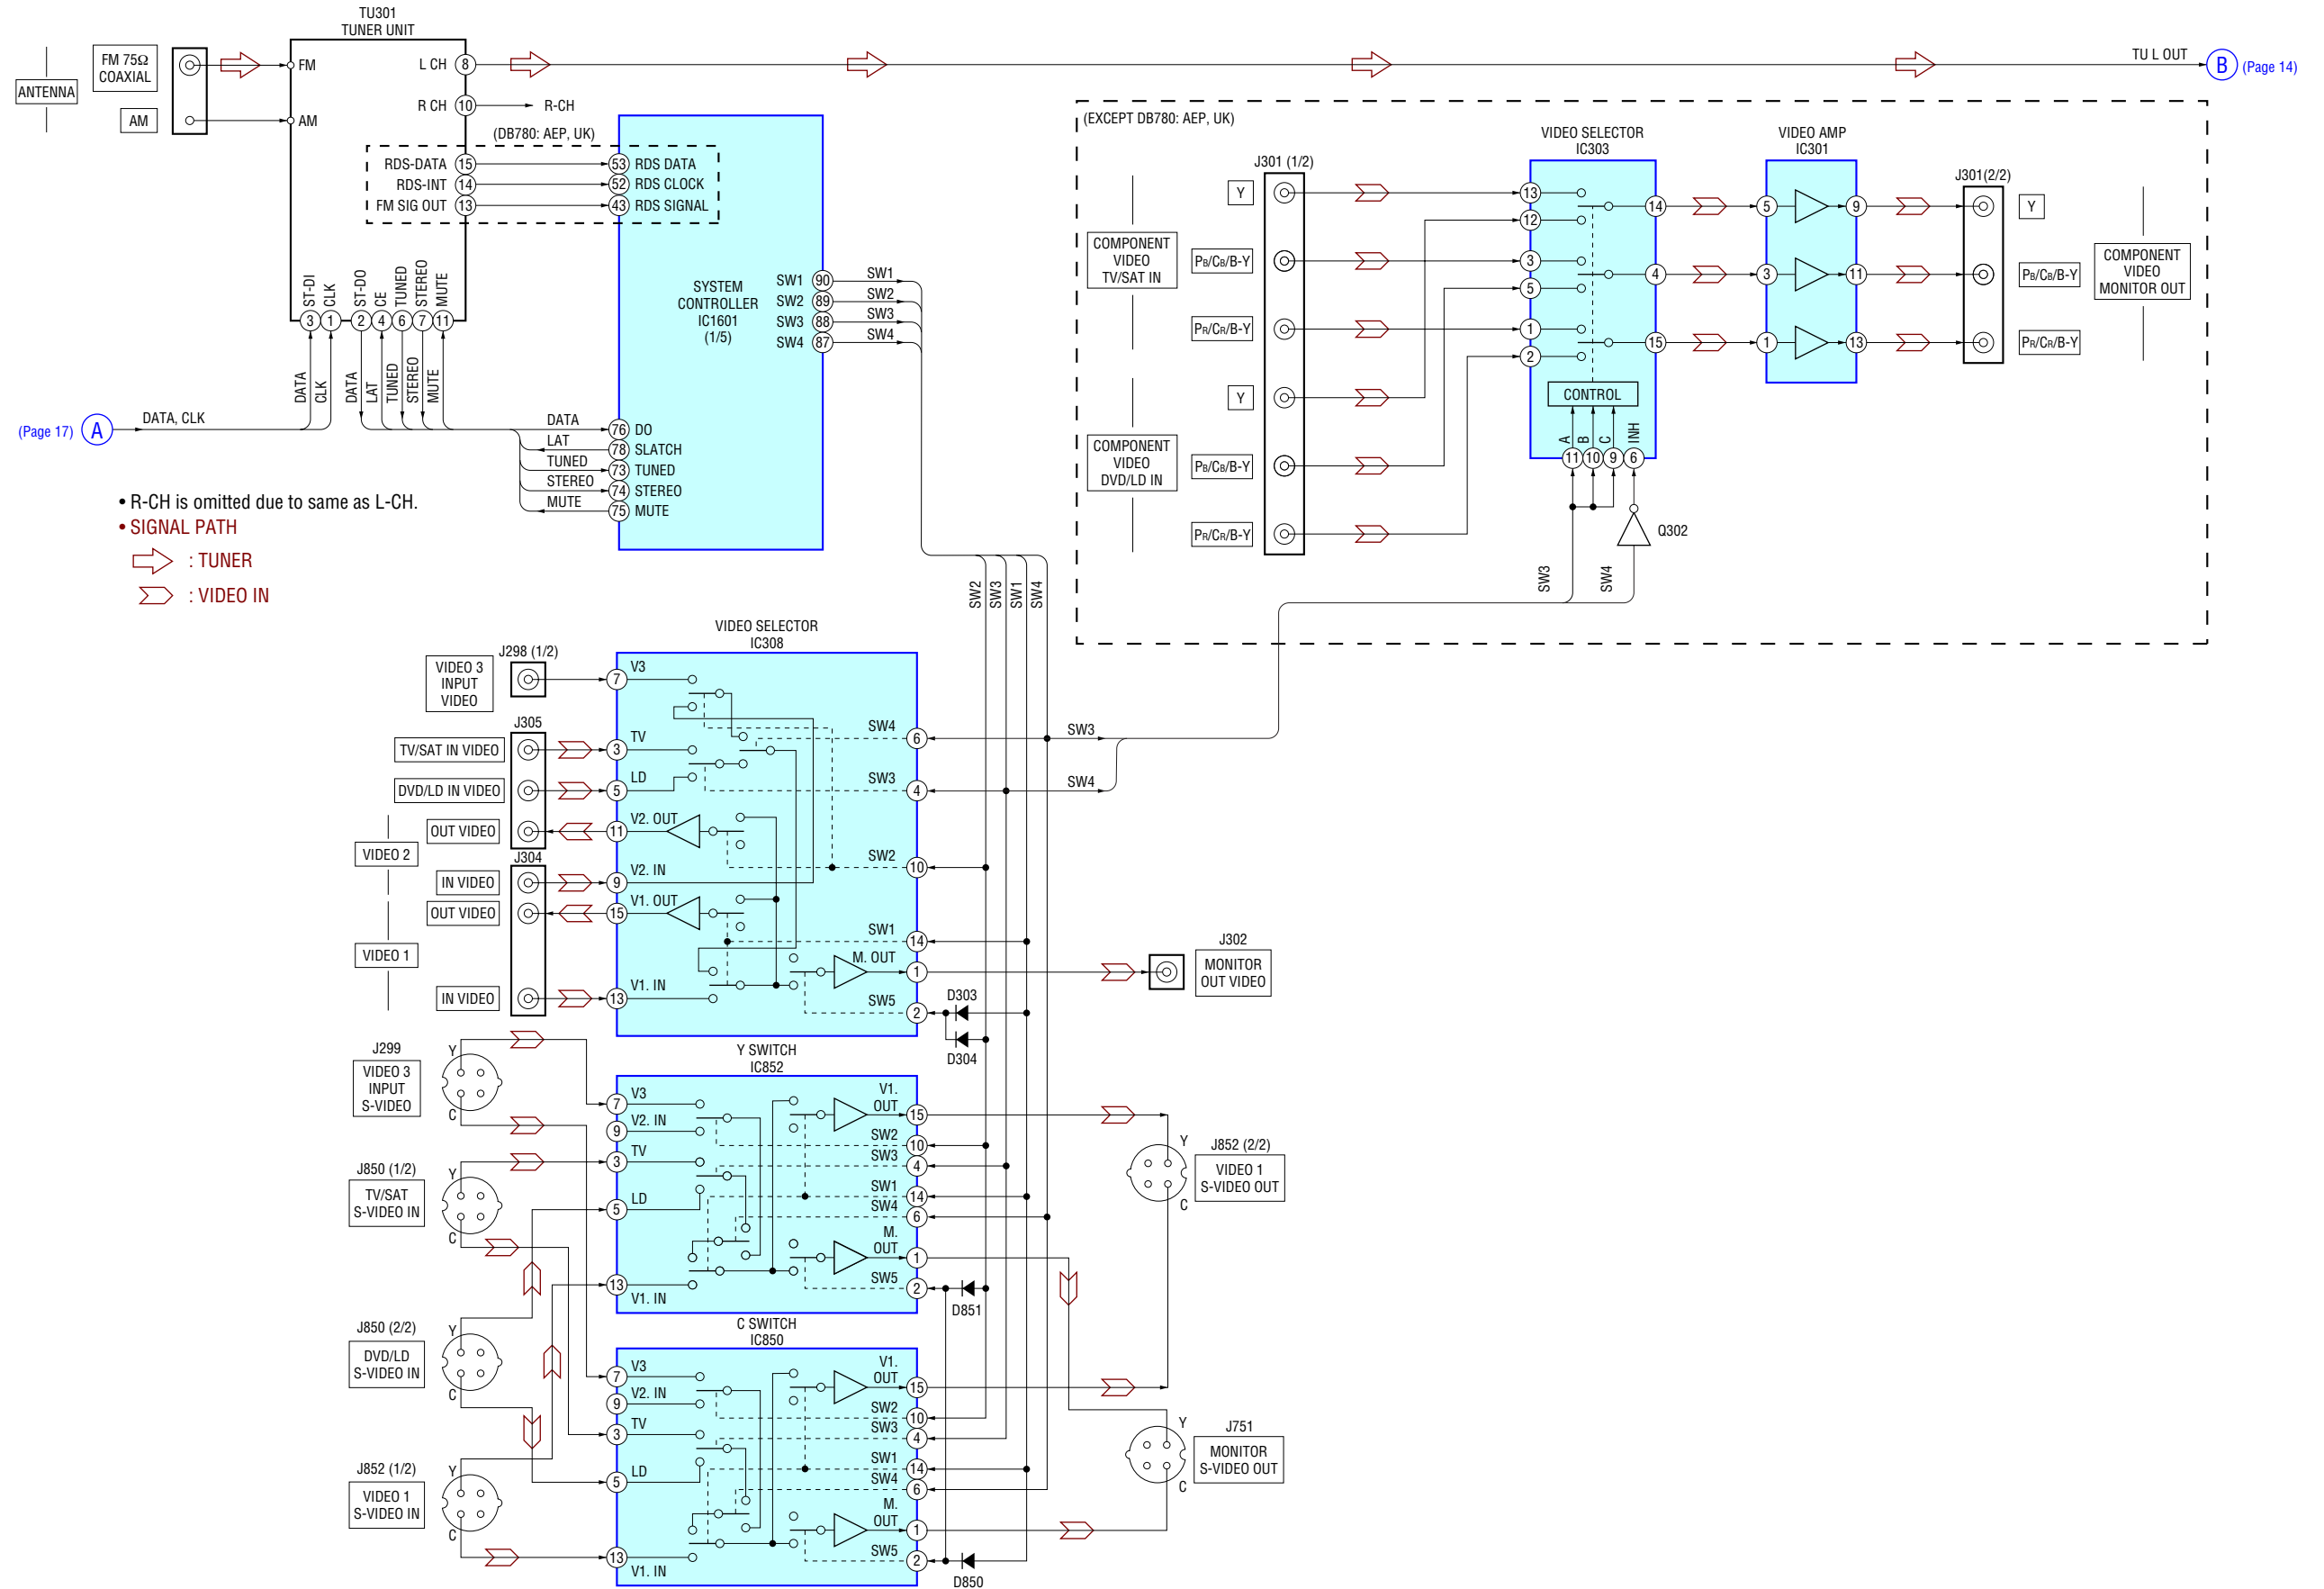 TU301
TUNER UNIT
ANTENNA
FM 75Ω
COAXIAL
AM
FM
AM
L CH
8
R CH
10
R-CH
TU L OUT
B
(Page 14)
(DB780: AEP, UK)
RDS-DATA
15
53
RDS DATA
RDS-INT
14
52
RDS CLOCK
FM SIG OUT
13
43
RDS SIGNAL
ST-DI
CLK
ST-DO
CE
TUNED
STEREO
MUTE
3
1
2
4
6
7
11
DATA
CLK
DATA
LAT
TUNED
STEREO
MUTE
(Page 17)
A
DATA, CLK
SYSTEM
CONTROLLER
IC1601
(1/5)
SW1
90
SW1
SW2
89
SW2
SW3
88
SW3
SW4
87
SW4
DATA
76
DO
LAT
78
SLATCH
TUNED
73
TUNED
STEREO
74
STEREO
MUTE
75
MUTE
• R-CH is omitted due to same as L-CH.
• SIGNAL PATH
: TUNER
: VIDEO IN
(EXCEPT DB780: AEP, UK)
COMPONENT
VIDEO
TV/SAT IN
COMPONENT
VIDEO
DVD/LD IN
J301 (1/2)
Y
PB/CB/B-Y
PR/CR/B-Y
Y
PB/CB/B-Y
PR/CR/B-Y
VIDEO SELECTOR
IC303
13
12
3
5
1
2
14
4
15
CONTROL
A
B
C
INH
11
10
9
6
Q302
SW3
SW4
VIDEO AMP
IC301
5
9
3
11
1
13
J301(2/2)
Y
PB/CB/B-Y
PR/CR/B-Y
COMPONENT
VIDEO
MONITOR OUT
SW2
SW3
SW1
SW4
VIDEO SELECTOR
IC308
J298 (1/2)
VIDEO 3
INPUT
VIDEO
7
V3
J305
TV/SAT IN VIDEO
3
TV
DVD/LD IN VIDEO
5
LD
OUT VIDEO
11
V2. OUT
VIDEO 2
J304
IN VIDEO
9
V2. IN
OUT VIDEO
15
V1. OUT
VIDEO 1
IN VIDEO
13
V1. IN
SW4
6
SW3
SW3
4
SW4
SW2
10
SW1
14
M. OUT
1
SW5
2
D303
D304
J302
MONITOR
OUT VIDEO
Y SWITCH
IC852
J299
VIDEO 3
INPUT
S-VIDEO
Y
C
J850 (1/2)
TV/SAT
S-VIDEO IN
Y
C
J850 (2/2)
DVD/LD
S-VIDEO IN
Y
C
J852 (1/2)
VIDEO 1
S-VIDEO IN
Y
C
7
V3
9
V2. IN
3
TV
5
LD
13
V1. IN
V1.
OUT
15
SW2
10
SW3
4
SW1
14
SW4
6
M.
OUT
1
SW5
2
D851
C SWITCH
IC850
7
V3
9
V2. IN
3
TV
5
LD
13
V1. IN
V1.
OUT
15
SW2
10
SW3
4
SW1
14
SW4
6
M.
OUT
1
SW5
2
D850
Y
C
J852 (2/2)
VIDEO 1
S-VIDEO OUT
Y
C
J751
MONITOR
S-VIDEO OUT